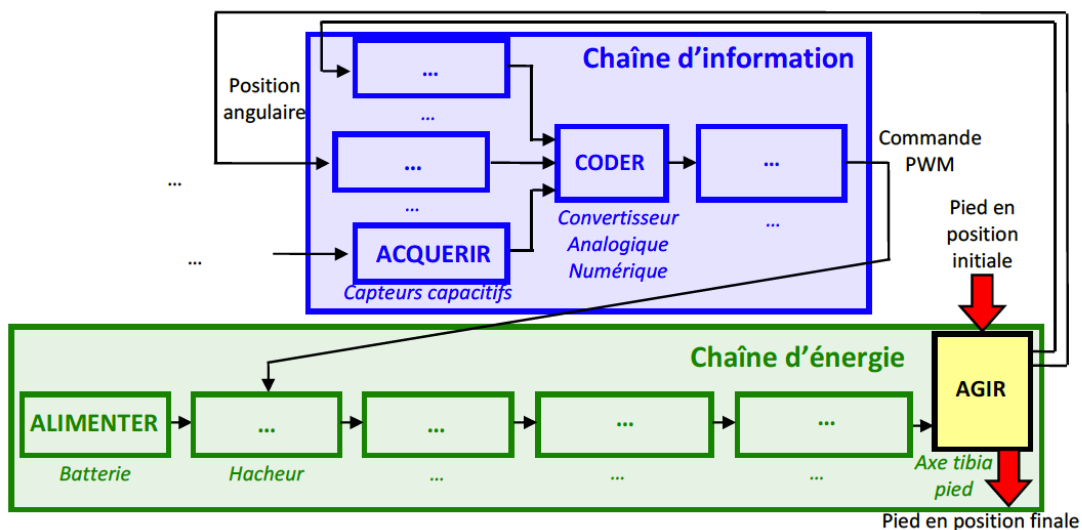 Chaîne d'information
...
...
Position
angulaire
...
...
...
CODER
...
Commande
PWM
...
Convertisseur
Analogique
Numérique
...
ACQUERIR
Capteurs capacitifs
...
Pied en
position
initiale
Chaîne d'énergie
AGIR
ALIMENTER
...
...
...
...
Batterie
Hacheur
...
...
...
Axe tibia
pied
Pied en position finale